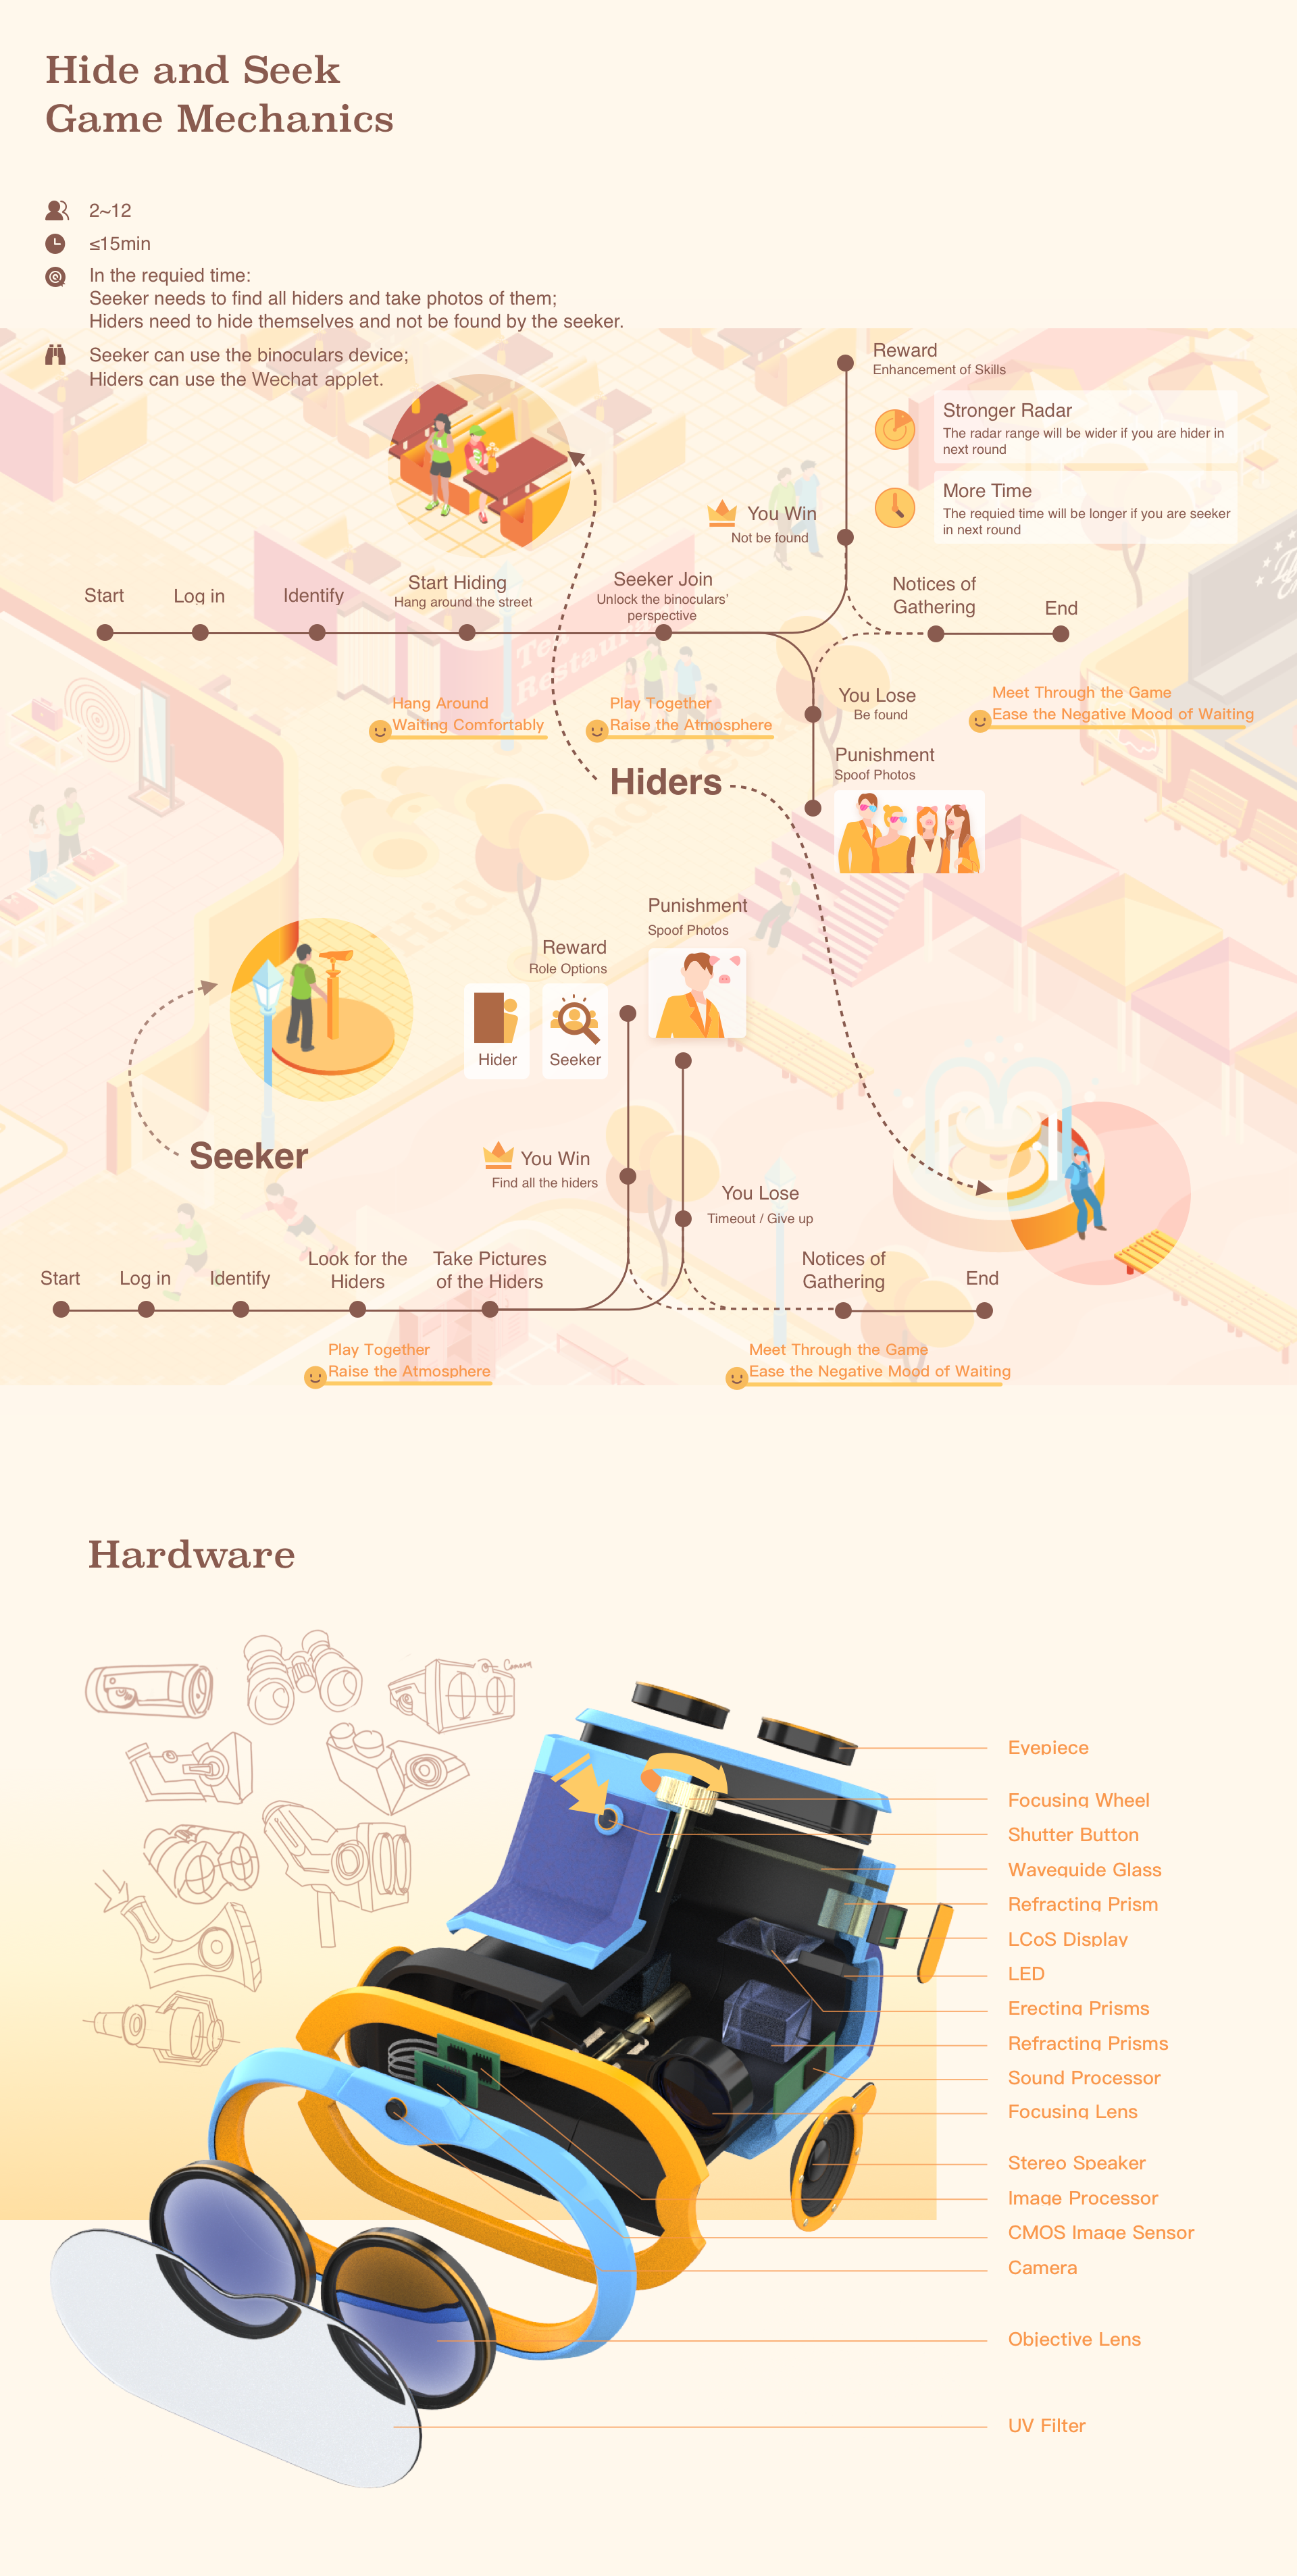 Hide and Seek
Game Mechanics
2~12
≤15min
In the requied time:
Seeker needs to find all hiders and take photos of them;
Hiders need to hide themselves and not be found by the seeker.
Seeker can use the binoculars device;
Hiders can use the Wechat applet.
Reward
Enhancement of Skills
Stronger Radar
The radar range will be wider if you are hider in
next round
More Time
The requied time will be longer if you are seeker
in next round
You Win
Not be found
Start
Log in
Identify
Start Hiding
Hang around the street
Seeker Join
Unlock the binoculars'
perspective
Notices of
Gathering
End
Hang Around
Waiting Comfortably
Play Together
Raise the Atmosphere
You Lose
Be found
Meet Through the Game
Ease the Negative Mood of Waiting
Hiders
Punishment
Spoof Photos
Punishment
Spoof Photos
Reward
Role Options
Hider
Seeker
Seeker
You Win
Find all the hiders
You Lose
Timeout / Give up
Start
Log in
Identify
Look for the
Hiders
Take Pictures
of the Hiders
Notices of
Gathering
End
Play Together
Raise the Atmosphere
Meet Through the Game
Ease the Negative Mood of Waiting
Hardware
Camera
Eyepiece
Focusing Wheel
Shutter Button
Waveguide Glass
Refracting Prism
LCoS Display
LED
Erecting Prisms
Refracting Prisms
Sound Processor
Focusing Lens
Stereo Speaker
Image Processor
CMOS Image Sensor
Camera
Objective Lens
UV Filter